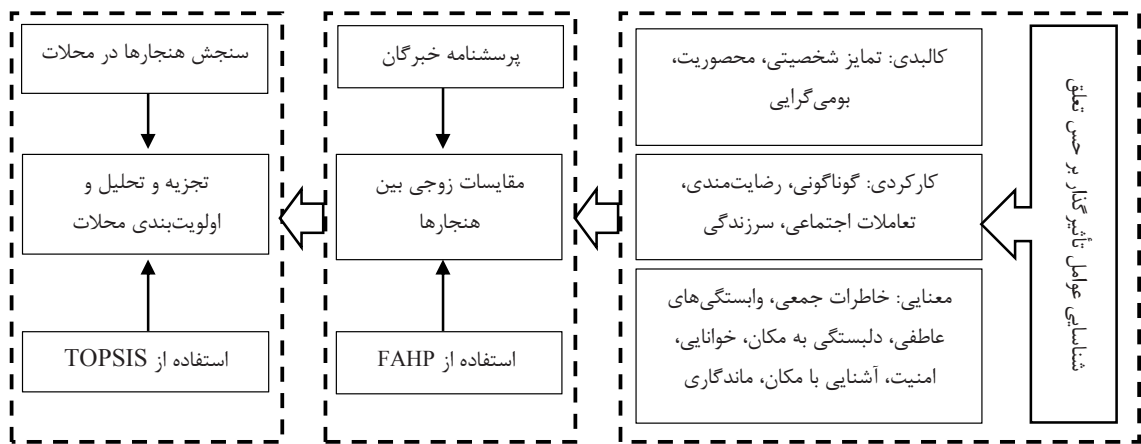 شناسایی عوامل تأثیرگذار بر حس تعلق
کالبدی: تمایز شخصیتی، محصوریت،
بومی‌گرایی
کارکردی: گوناگونی، رضایت‌مندی،
تعاملات اجتماعی، سرزندگی
معنایی: خاطرات جمعی، وابستگی‌های
عاطفی، دلبستگی به مکان، خوانایی،
امنیت، آشنایی با مکان، ماندگاری
پرسشنامه خبرگان
مقایسات زوجی بین
هنجارها
استفاده از FAHP
سنجش هنجارها در محلات
تجزیه و تحلیل و
اولویت‌بندی محلات
استفاده از TOPSIS